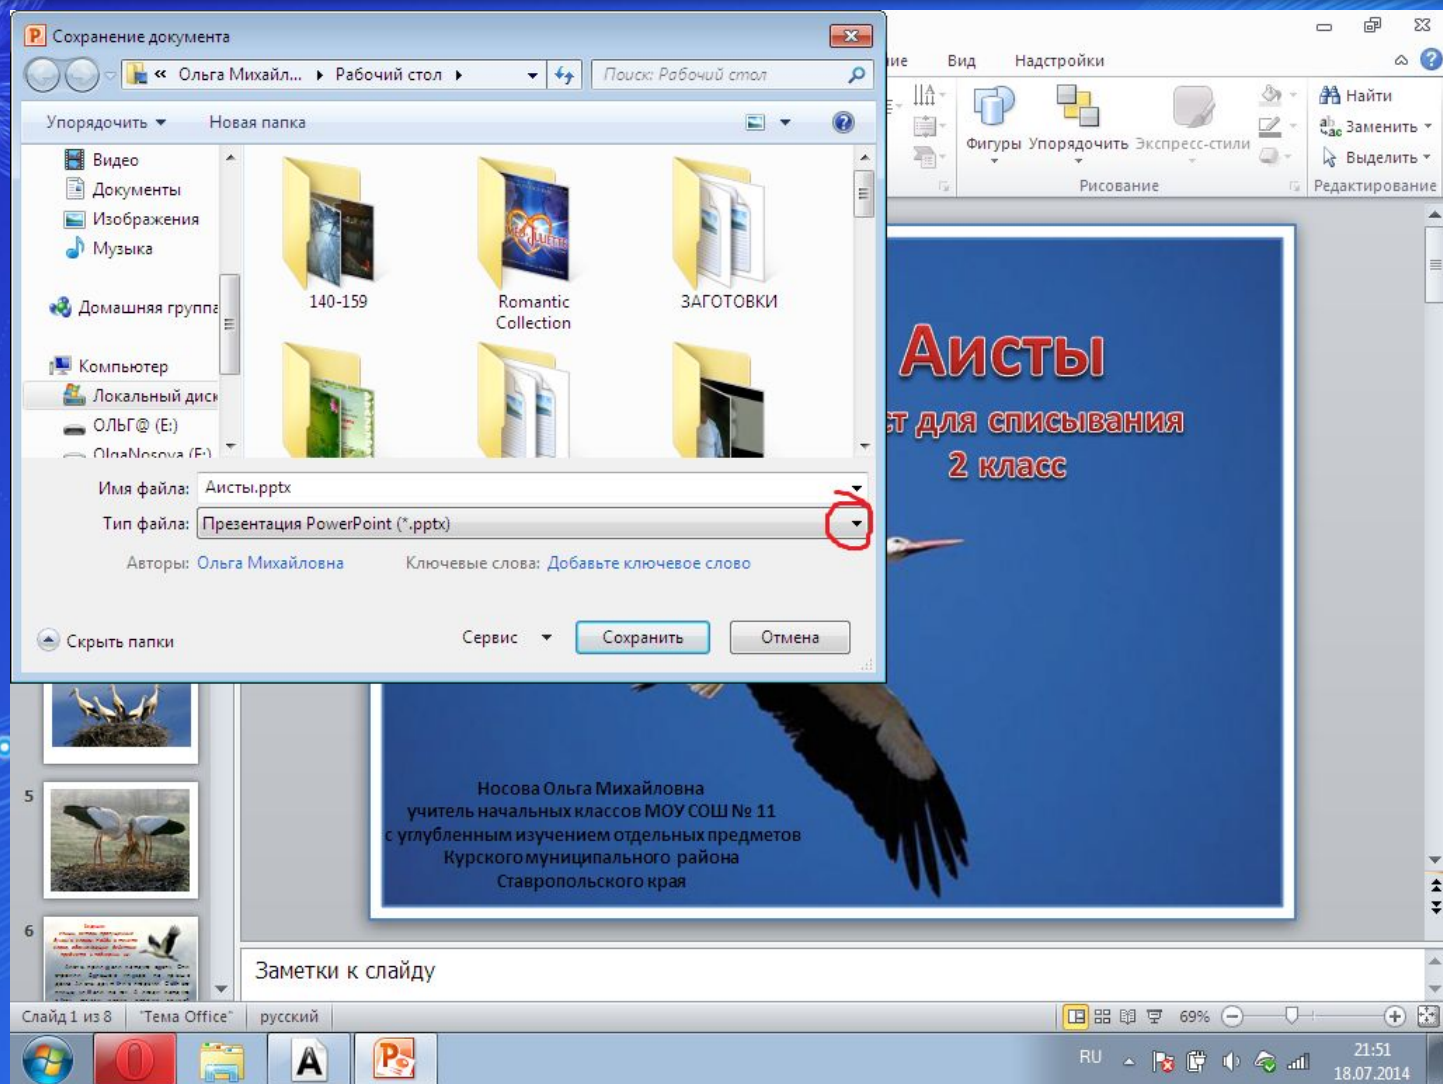 Сохранение документа
« Ольга Михайл... Рабочий стол
Поиск: Рабочий стол
Упорядочить Новая папка
Видео
Документы
Изображения
Музыка
Домашняя группа
Компьютер
Локальный диск
ОЛЬГ@ (E:)
OlgaNosova (F:)
140-159
Romantic
Collection
ЗАГОТОВКИ
Имя файла: Аисты.pptx
Тип файла: Презентация PowerPoint (*.pptx)
Авторы: Ольга Михайловна Ключевые слова: Добавьте ключевое слово
Скрыть папки Сервис Сохранить Отмена
Вид Надстройки
Фигуры Упорядочить Экспресс-стили
Рисование
Найти
Заменить
Выделить
Редактирование
Аисты
ст для списывания
2 класс
Носова Ольга Михайловна
учитель начальных классов МОУ СОШ № 11
с углубленным изучением отдельных предметов
Курского муниципального района
Ставропольского края
5
6
Заметки к слайду
Слайд 1 из 8 "Тема Office" русский 69%
RU 21:51
18.07.2014